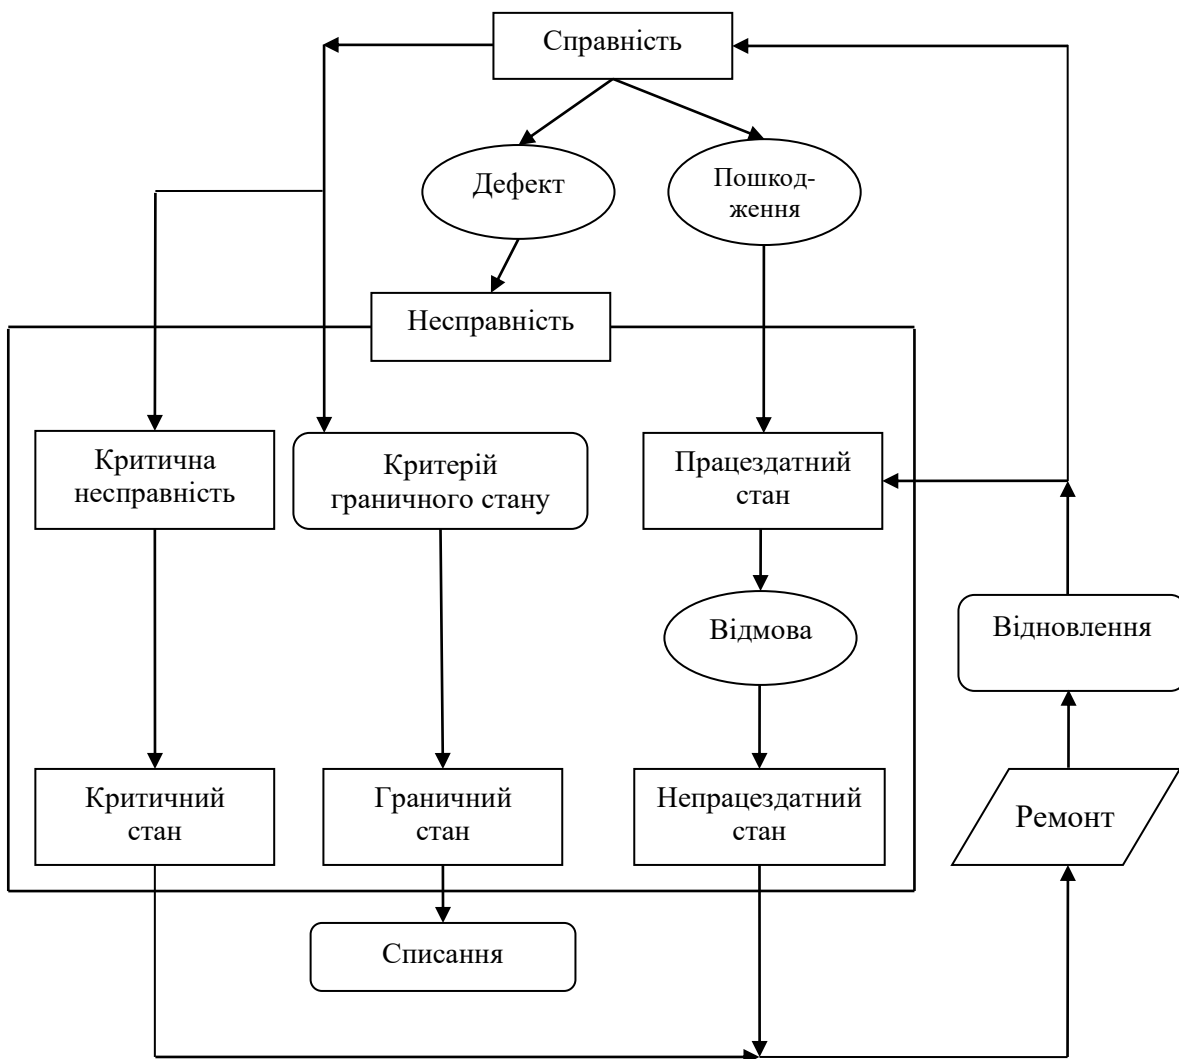 Справність
Дефект
Пошкод-
ження
Несправність
Критична
несправність
Критерій
граничного стану
Працездатний
стан
Відмова
Відновлення
Критичний
стан
Граничний
стан
Непрацездатний
стан
Ремонт
Списання